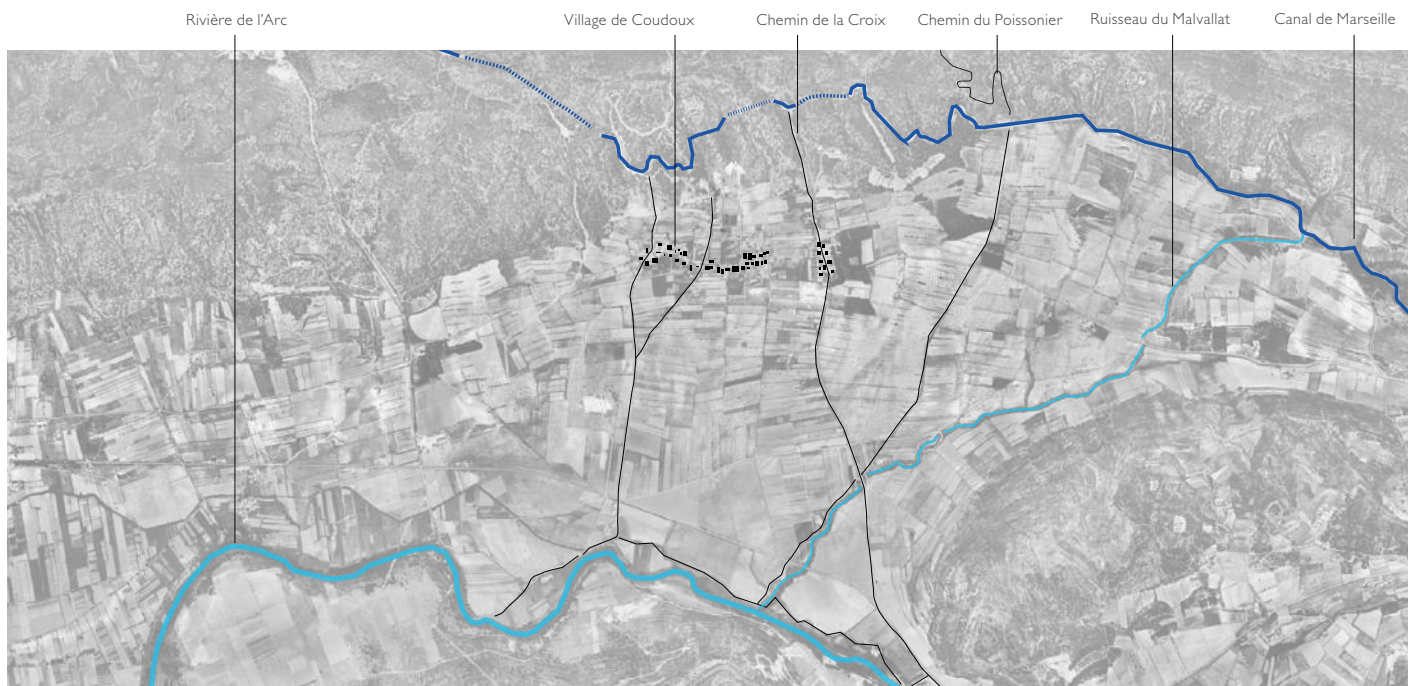 Rivière de l'Arc
Village de Coudoux
Chemin de la Croix
Chemin du Poissonier
Ruisseau du Malvallat
Canal de Marseille